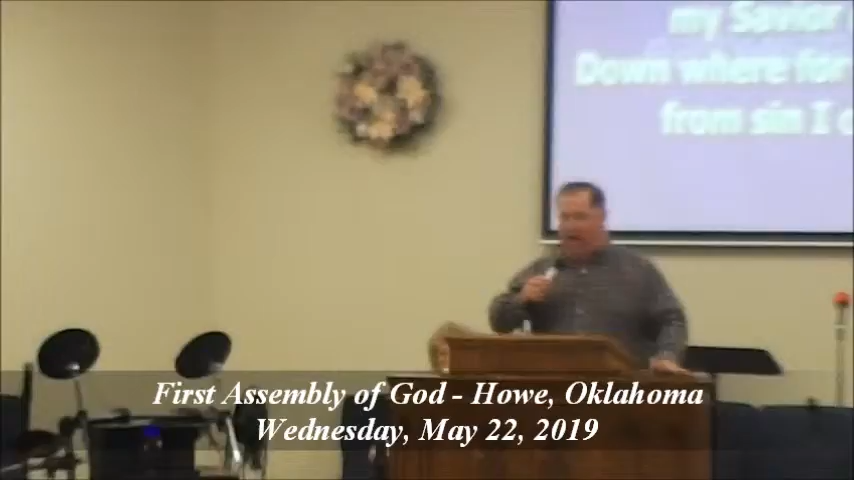 my Savior
Down where for
from sin I
First Assembly of God - Howe, Oklahoma
Wednesday, May 22, 2019